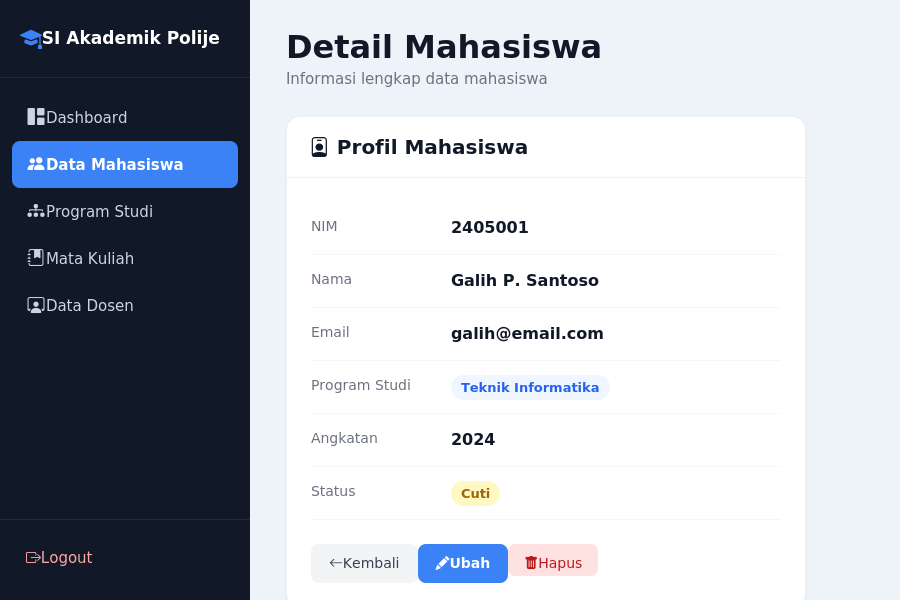 SI Akademik Polije
Dashboard
Data Mahasiswa
Program Studi
Mata Kuliah
Data Dosen
Logout
Detail Mahasiswa
Informasi lengkap data mahasiswa
Profil Mahasiswa
NIM 2405001
Nama Galih P. Santoso
Email galih@email.com
Program Studi Teknik Informatika
Angkatan 2024
Status Cuti
Kembali Ubah Hapus